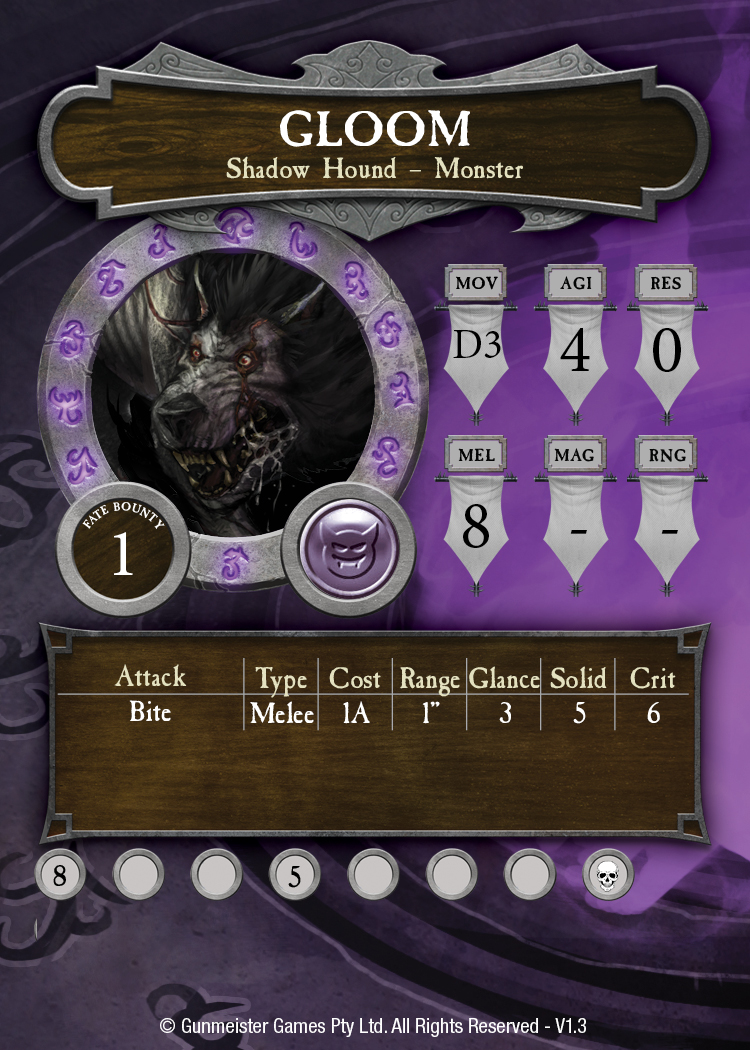 GLOOM
Shadow Hound – Monster
MOV AGI RES
D3 4 0
MEL MAG RNG
8 - -
FATE BOUNTY
1
Attack Type Cost Range Glance Solid Crit
Bite Melee 1A 1” 3 5 6
8 5
© Gunmeister Games Pty Ltd. All Rights Reserved - V1.3